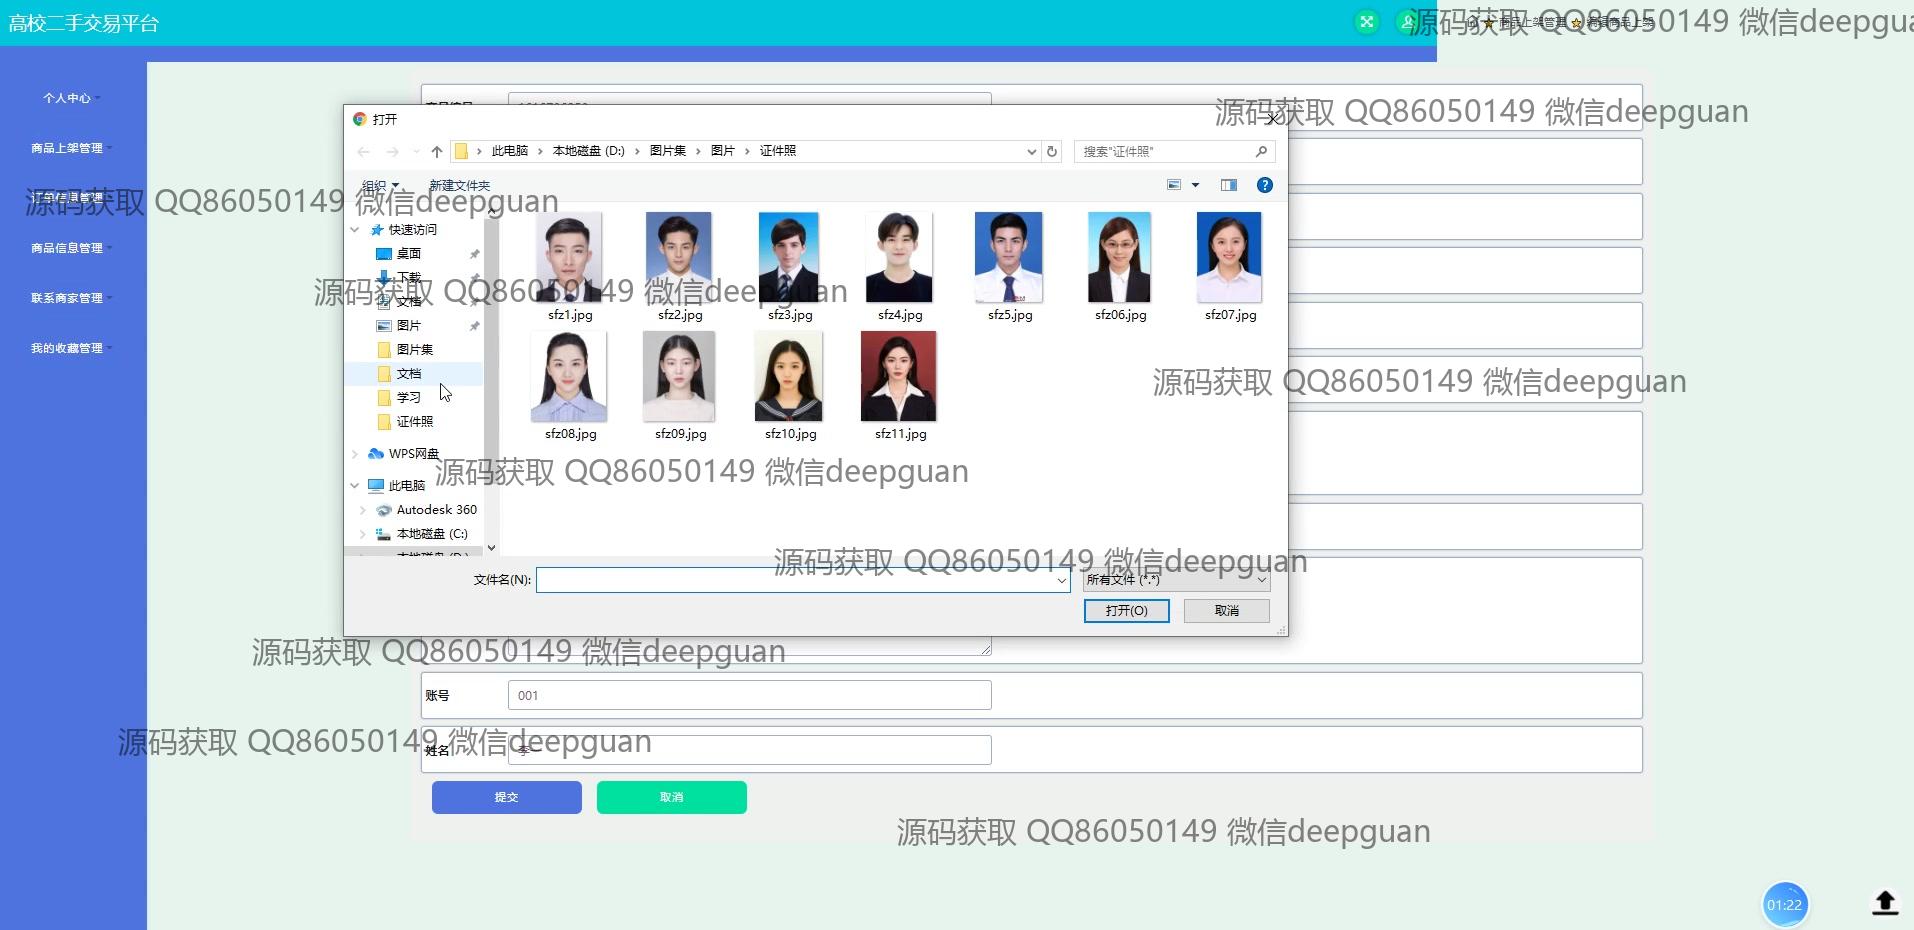 高校二手交易平台
商品上架管理
源码获取 QQ86050149 微信deepgua
个人中心
商品上架管理
订单信息管理
商品信息管理
联系商家管理
我的收藏管理
源码获取 QQ86050149 微信deepguan
打开
此电脑 › 本地磁盘 (D:) › 图片集 › 图片 › 证件照
搜索"证件照"
组织
新建文件夹
源码获取 QQ86050149 微信deepguan
快速访问
桌面
下载
文档
图片
图片集
文档
学习
证件照
WPS网盘
此电脑
Autodesk 360
本地磁盘 (C:)
本地磁盘 (D:)
源码获取 QQ86050149 微信deepguan
sfz1.jpg
sfz2.jpg
sfz3.jpg
sfz4.jpg
sfz5.jpg
sfz06.jpg
sfz07.jpg
源码获取 QQ86050149 微信deepguan
sfz08.jpg
sfz09.jpg
sfz10.jpg
sfz11.jpg
源码获取 QQ86050149 微信deepguan
源码获取 QQ86050149 微信deepguan
文件名(N):
所有文件 (*.*)
打开(O)
取消
源码获取 QQ86050149 微信deepguan
账号
001
源码获取 QQ86050149 微信deepguan
姓名
提交
取消
源码获取 QQ86050149 微信deepguan
01:22